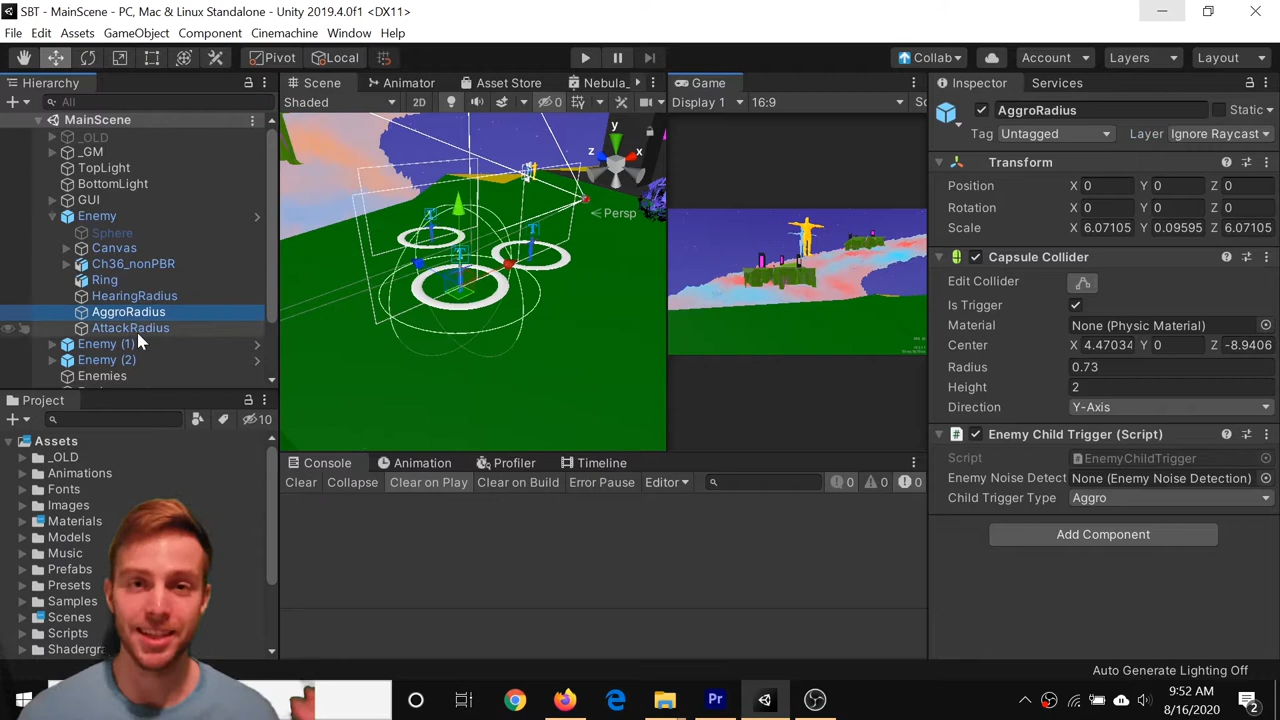 SBT - MainScene - PC, Mac & Linux Standalone - Unity 2019.4.0f1 <DX11>
File Edit Assets GameObject Component Cinemachine Window Help
Pivot Local Collab Account Layers Layout
Hierarchy
All
MainScene
_OLD
_GM
TopLight
BottomLight
GUI
Enemy
Sphere
Canvas
Ch36_nonPBR
Ring
HearingRadius
AggroRadius
AttackRadius
Enemy (1)
Enemy (2)
Enemies
Scene Animator Asset Store Nebula_
Shaded 2D 0
y
z x
Persp
Game
Display 1 16:9 Sc
Inspector Services
AggroRadius Static
Tag Untagged Layer Ignore Raycast
Transform
Position X 0 Y 0 Z 0
Rotation X 0 Y 0 Z 0
Scale X 6.07105 Y 0.09595 Z 6.07105
Capsule Collider
Edit Collider
Is Trigger
Material None (Physic Material)
Center X 4.47034 Y 0 Z -8.9406
Radius 0.73
Height 2
Direction Y-Axis
Enemy Child Trigger (Script)
Script EnemyChildTrigger
Enemy Noise Detect None (Enemy Noise Detection)
Child Trigger Type Aggro
Add Component
Project
10
Assets
_OLD
Animations
Fonts
Images
Materials
Models
Music
Prefabs
Presets
Samples
Scenes
Scripts
Shadergra
Console Animation Profiler Timeline
Clear Collapse Clear on Play Clear on Build Error Pause Editor 0 0 0
Auto Generate Lighting Off
Pr
9:52 AM
8/16/2020
2